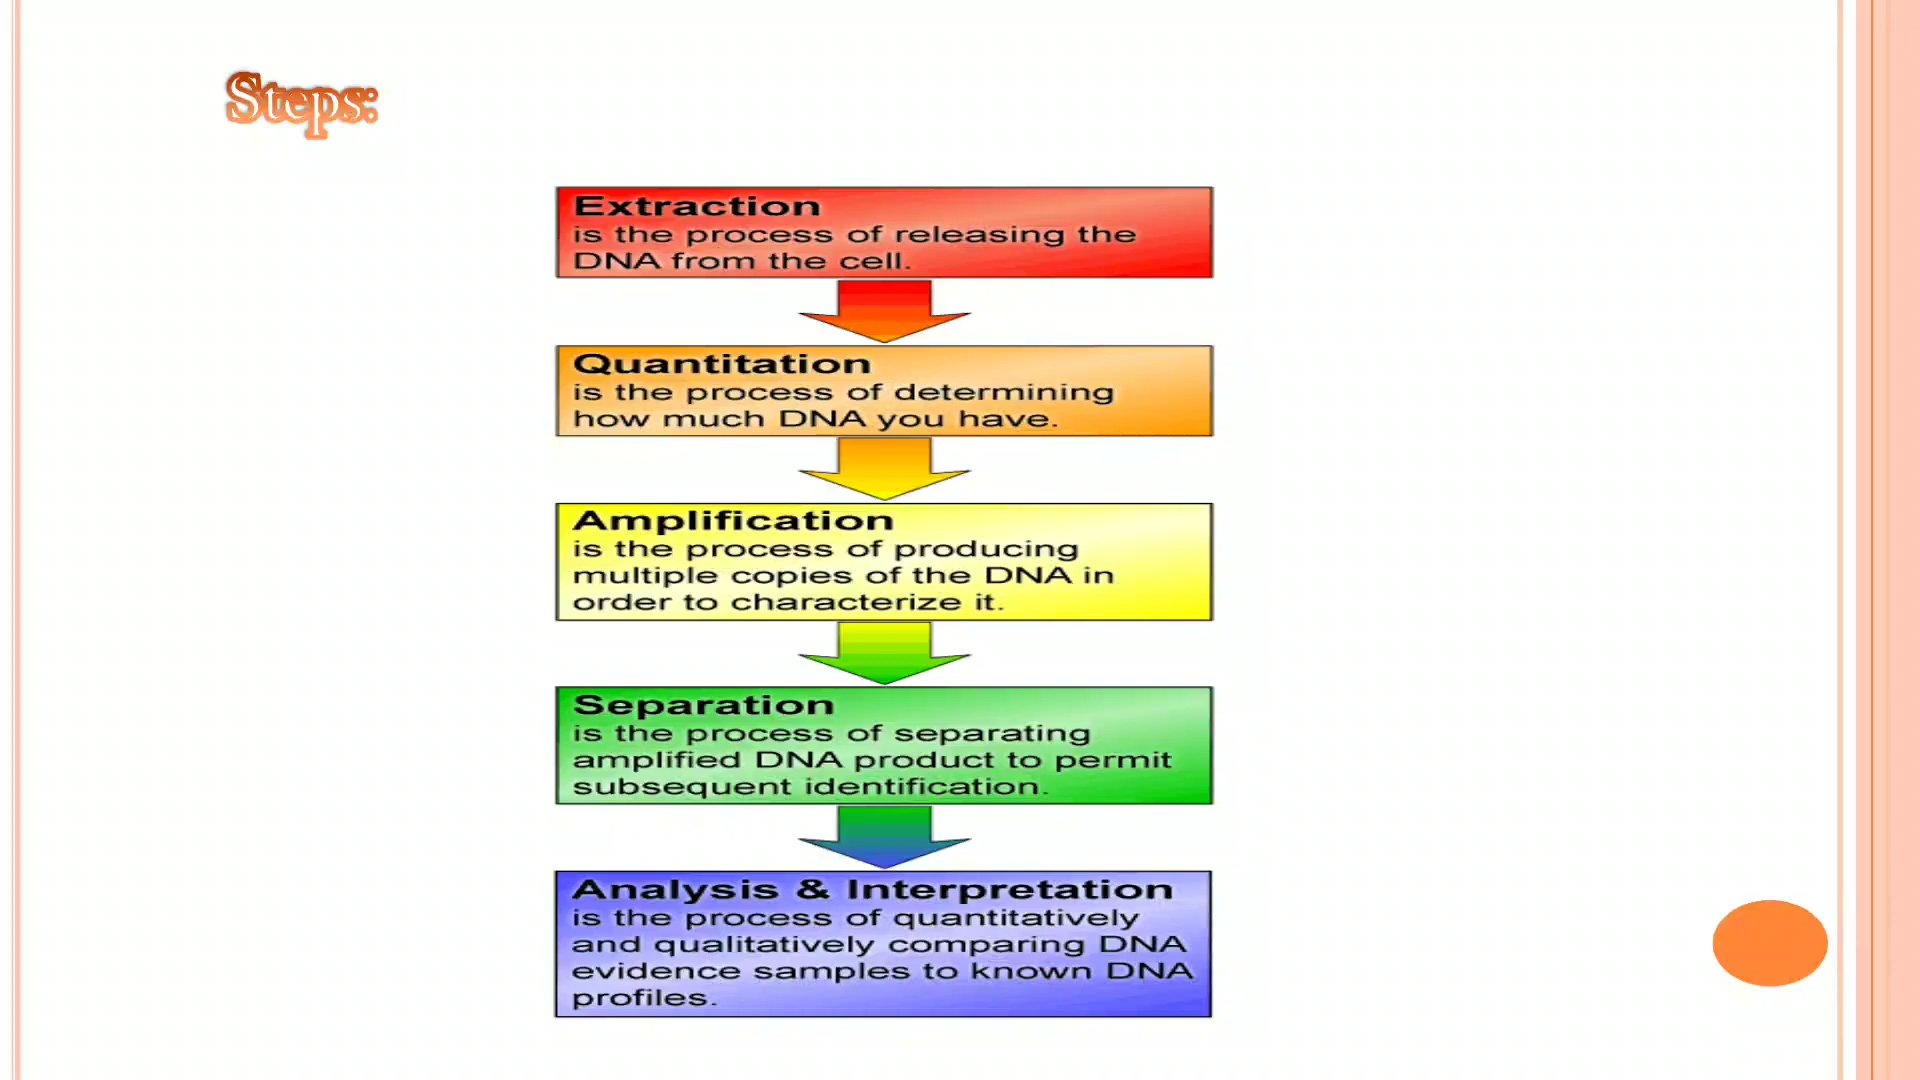 Steps:
Extraction
is the process of releasing the
DNA from the cell.
Quantitation
is the process of determining
how much DNA you have.
Amplification
is the process of producing
multiple copies of the DNA in
order to characterize it.
Separation
is the process of separating
amplified DNA product to permit
subsequent identification.
Analysis & Interpretation
is the process of quantitatively
and qualitatively comparing DNA
evidence samples to known DNA
profiles.